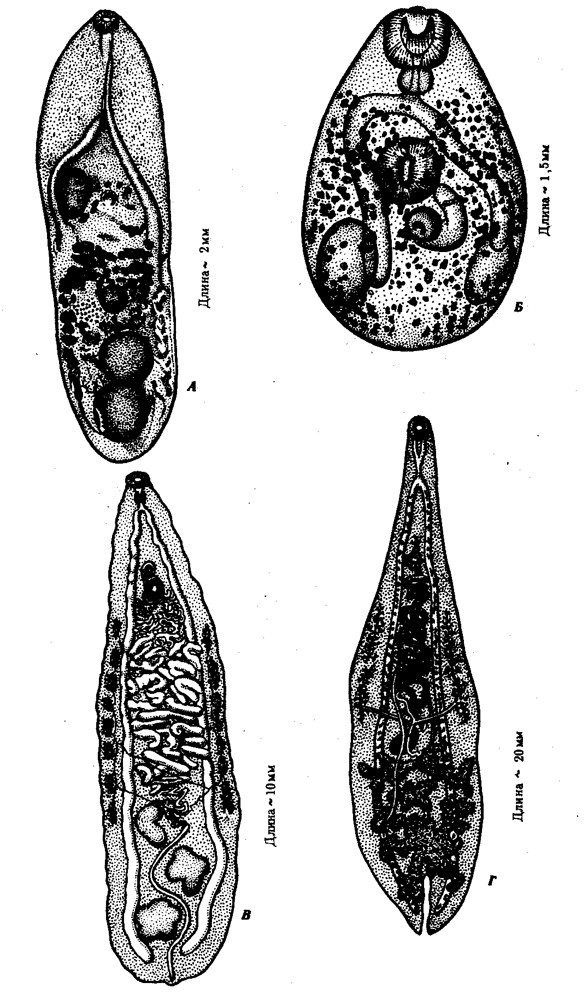 Длина ~ 2мм
А
Длина ~ 1,5мм
Б
Длина ~ 10мм
В
Длина ~ 20мм
Г